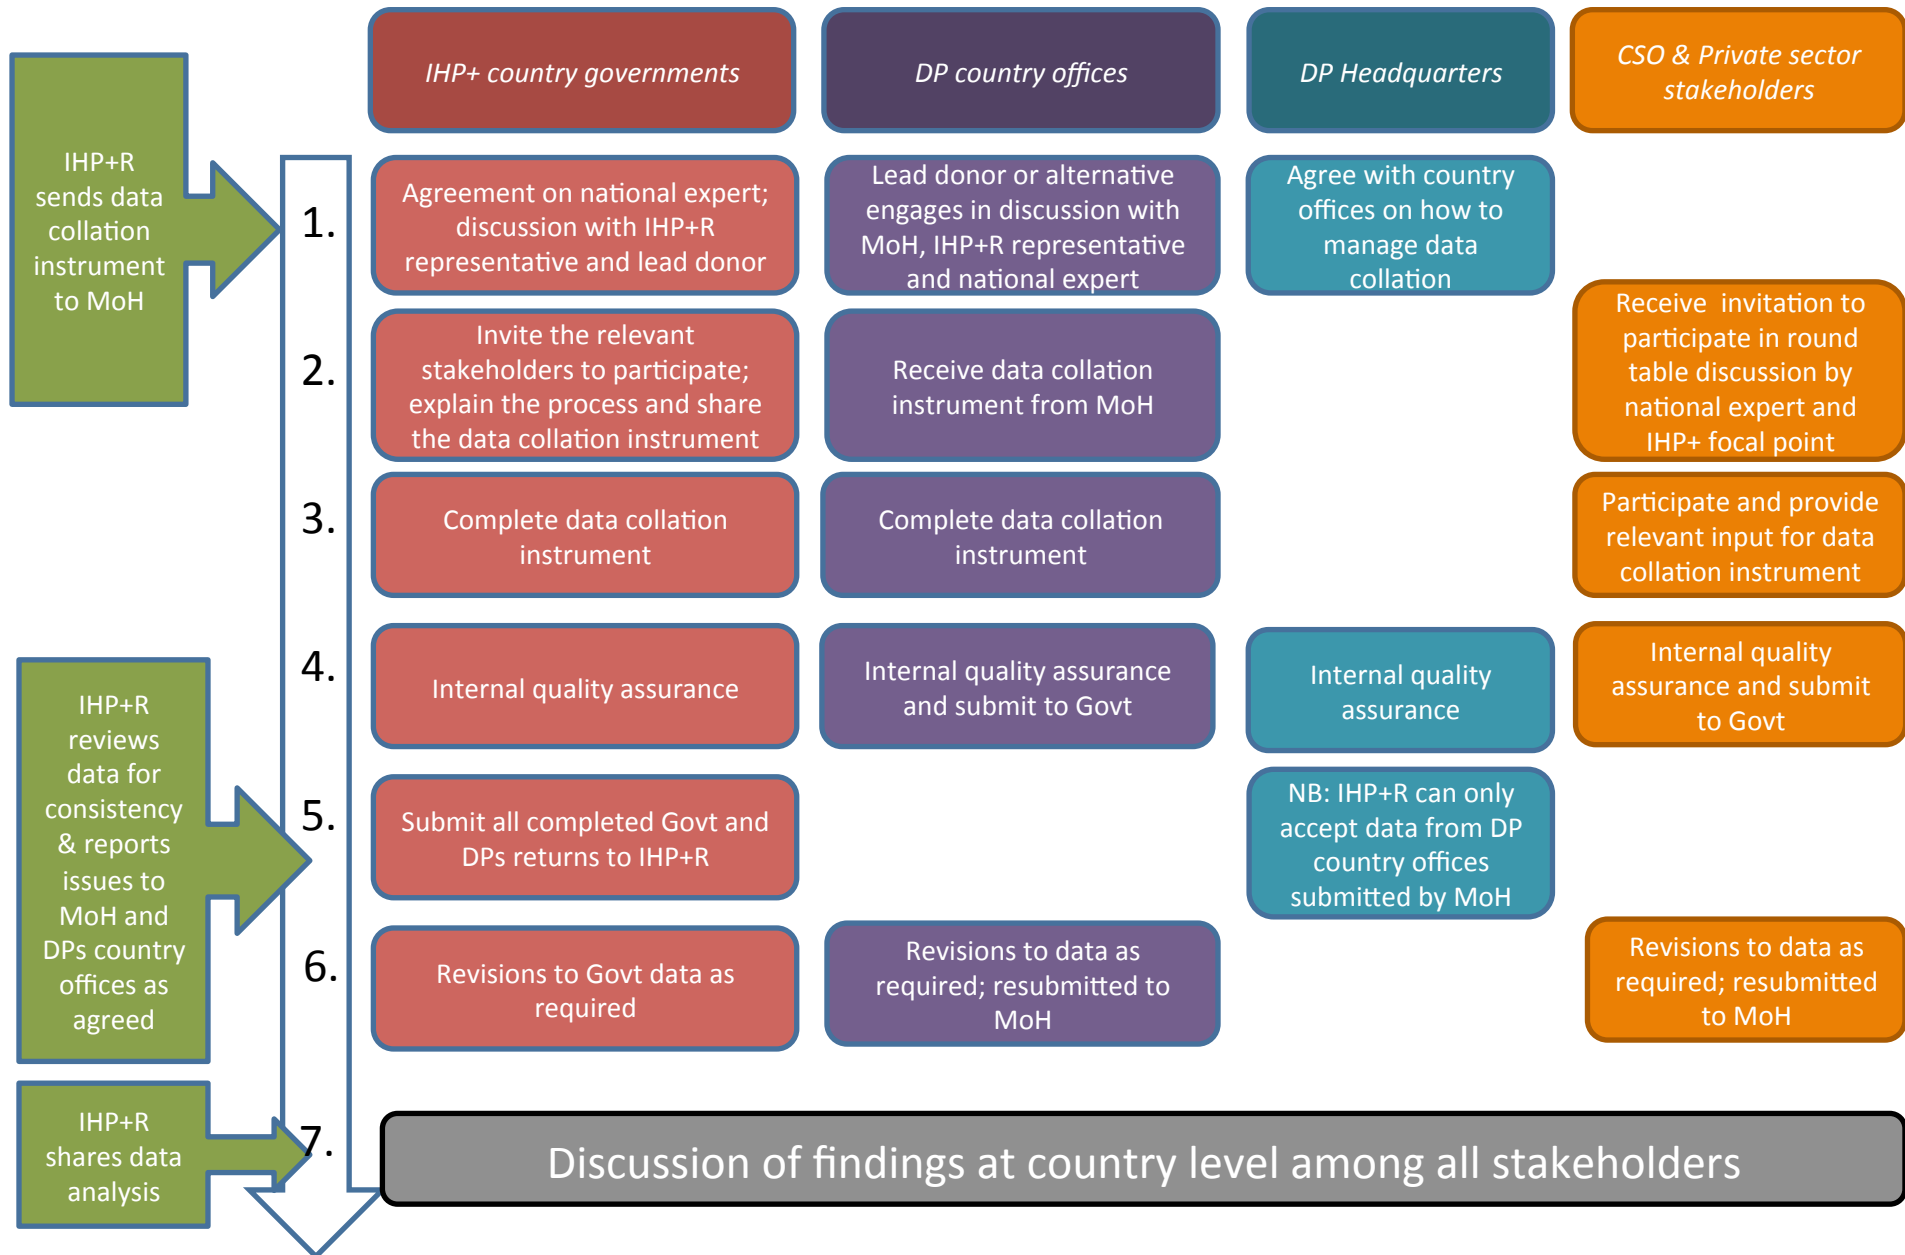 IHP+ country governments
DP country offices
DP Headquarters
CSO & Private sector
stakeholders
IHP+R
sends data
collation
instrument
to MoH
1.
Agreement on national expert;
discussion with IHP+R
representative and lead donor
Lead donor or alternative
engages in discussion with
MoH, IHP+R representative
and national expert
Agree with country
offices on how to
manage data
collation
2.
Invite the relevant
stakeholders to participate;
explain the process and share
the data collation instrument
Receive data collation
instrument from MoH
Receive  invitation to
participate in round
table discussion by
national expert and
IHP+ focal point
3.
Complete data collation
instrument
Complete data collation
instrument
Participate and provide
relevant input for data
collation instrument
4.
Internal quality assurance
Internal quality assurance
and submit to Govt
Internal quality
assurance
Internal quality
assurance and submit
to Govt
IHP+R
reviews
data for
consistency
& reports
issues to
MoH and
DPs country
offices as
agreed
5.
Submit all completed Govt and
DPs returns to IHP+R
NB: IHP+R can only
accept data from DP
country offices
submitted by MoH
6.
Revisions to Govt data as
required
Revisions to data as
required; resubmitted to
MoH
Revisions to data as
required; resubmitted
to MoH
IHP+R
shares data
analysis
7.
Discussion of findings at country level among all stakeholders